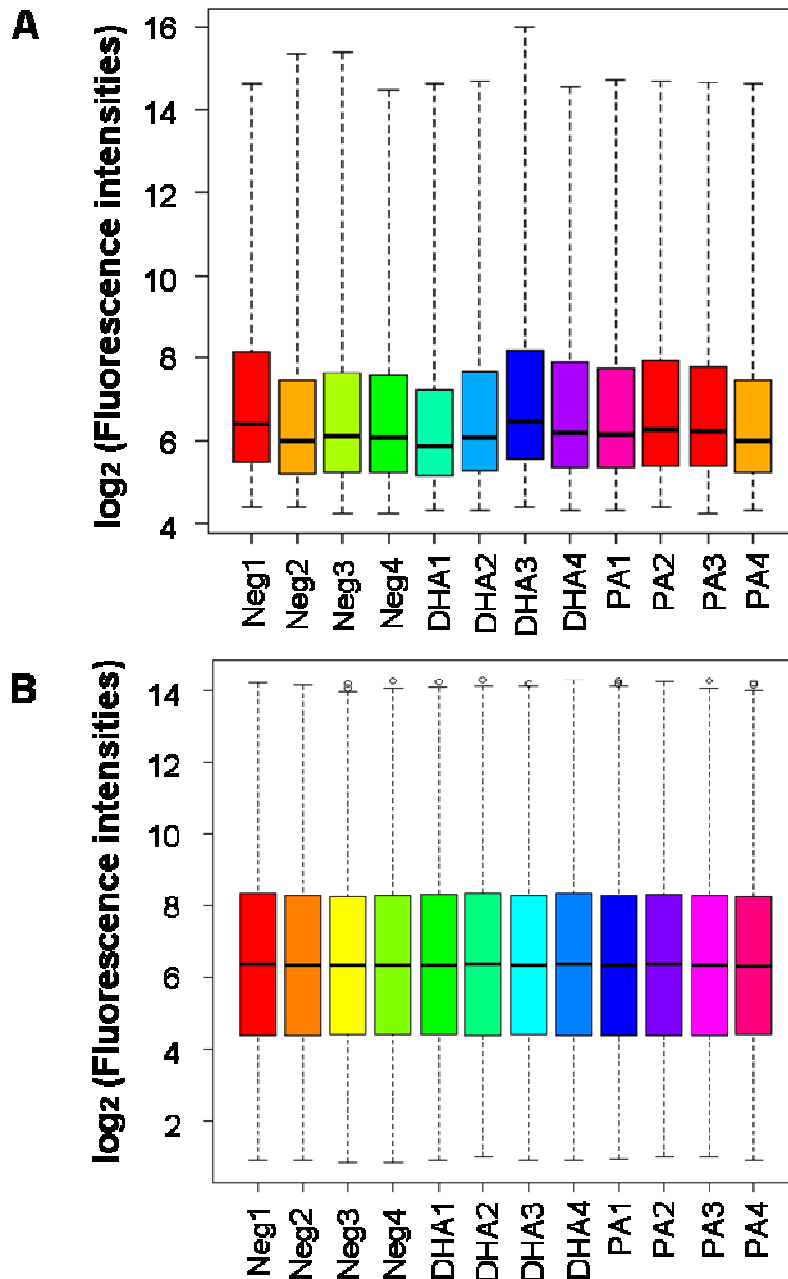 A
log2 (Fluorescence intensities)
16
14
12
10
8
6
4
Neg1 Neg2 Neg3 Neg4 DHA1 DHA2 DHA3 DHA4 PA1 PA2 PA3 PA4
B
log2 (Fluorescence intensities)
14
12
10
8
6
4
2
Neg1 Neg2 Neg3 Neg4 DHA1 DHA2 DHA3 DHA4 PA1 PA2 PA3 PA4